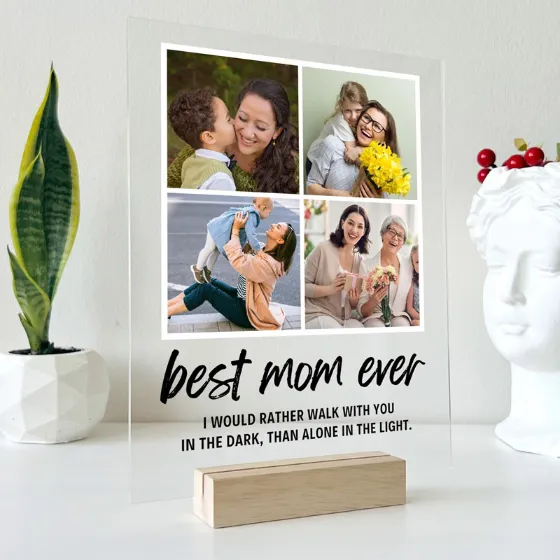 best mom ever
I WOULD RATHER WALK WITH YOU
IN THE DARK, THAN ALONE IN THE LIGHT.